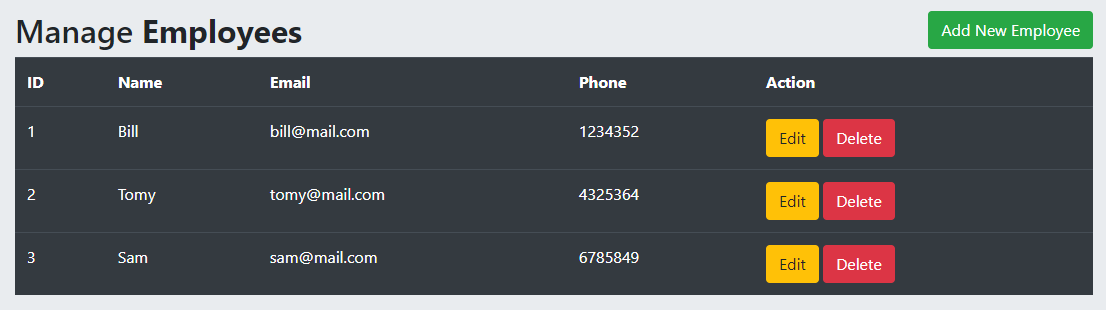 Manage Employees
Add New Employee
ID Name Email Phone Action
1 Bill bill@mail.com 1234352 Edit Delete
2 Tomy tomy@mail.com 4325364 Edit Delete
3 Sam sam@mail.com 6785849 Edit Delete